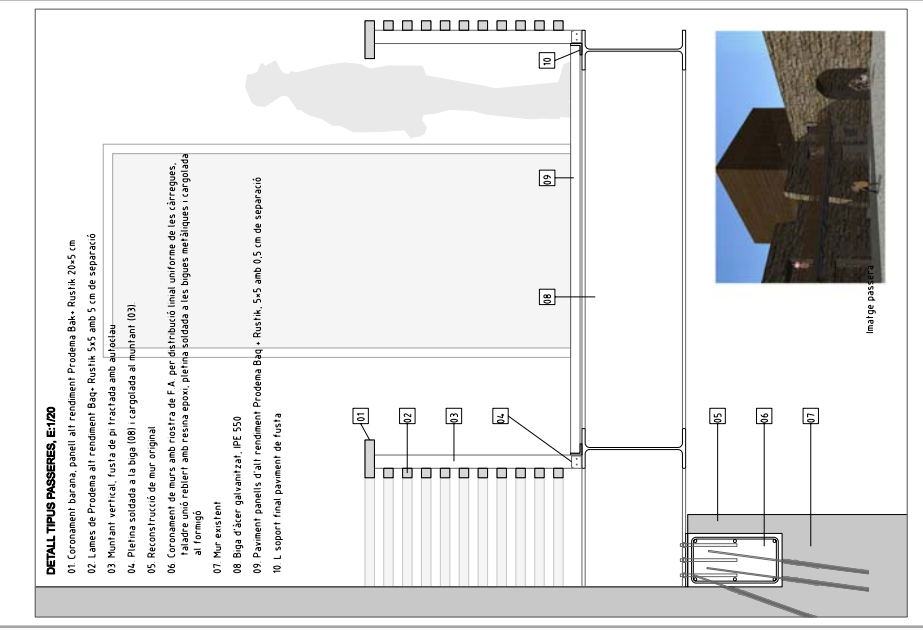 DETALL TIPUS PASSERES, E:1/20
01 Coronament barana, panell alt rendiment Prodema Bak+ Rustik 20x5 cm
02 Lames de Prodema alt rendiment Baq+ Rustik 5x5 amb 5 cm de separació
03 Muntant vertical, fusta de pi tractada amb autoclau
04 Pletina soldada a la biga (08) i cargolada al muntant (03)
05 Reconstrucció de mur original
06 Coronament de murs amb riostra de F.A. per distribució linial uniforme de les càrregues,
taladre unió reblert amb resina epoxi, pletina soldada a les bigues metàliques i cargolada
al formigó
07 Mur existent
08 Biga d'àcer galvanitzat, IPE 550
09 Paviment panells d'alt rendiment Prodema Baq + Rustik, 5x5 amb 0,5 cm de separació
10 L soport final paviment de fusta
01
02
03
04
05
06
07
08
09
10
Imatge passera